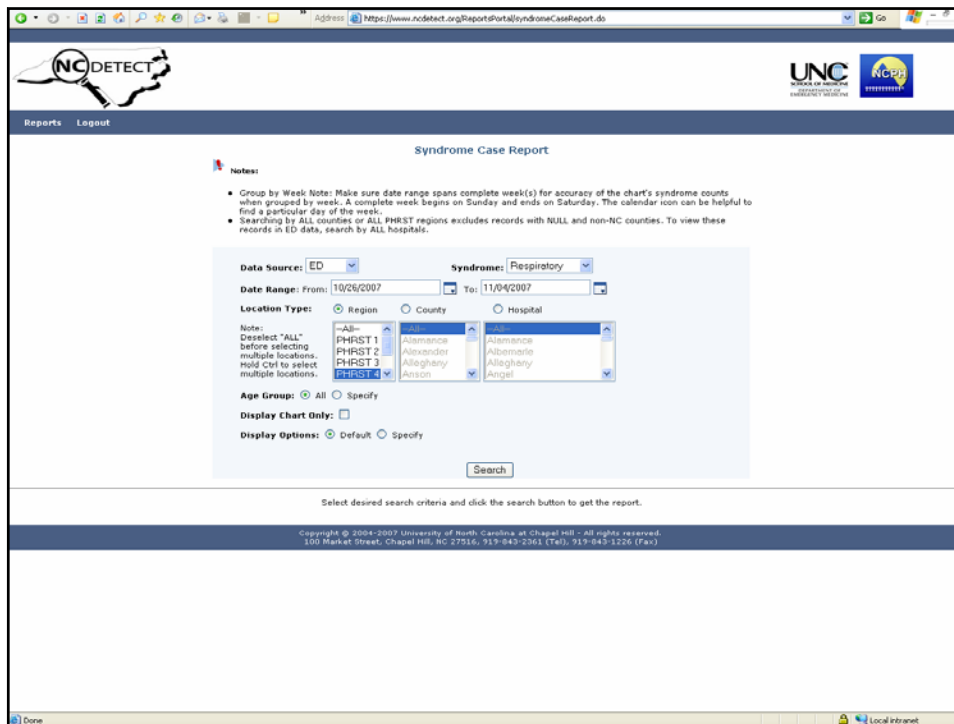 Address https://www.ncdetect.org/ReportsPortal/syndromeCaseReport.do Go
NC DETECT
UNC
SCHOOL OF MEDICINE
DEPARTMENT OF
EMERGENCY MEDICINE
NCPH
Reports Logout
Syndrome Case Report
Notes:
• Group by Week Note: Make sure date range spans complete week(s) for accuracy of the chart's syndrome counts
when grouped by week. A complete week begins on Sunday and ends on Saturday. The calendar icon can be helpful to
find a particular day of the week.
• Searching by ALL counties or ALL PHRST regions excludes records with NULL and non-NC counties. To view these
records in ED data, search by ALL hospitals.
Data Source: ED Syndrome: Respiratory
Date Range: From: 10/26/2007 To: 11/04/2007
Location Type: Region County Hospital
Note:
Deselect "ALL"
before selecting
multiple locations.
Hold Ctrl to select
multiple locations.
--All--
PHRST 1
PHRST 2
PHRST 3
PHRST 4
--All--
Alamance
Alexander
Alleghany
Anson
--All--
Alamance
Albemarle
Alleghany
Angel
Age Group: All Specify
Display Chart Only:
Display Options: Default Specify
Search
Select desired search criteria and click the search button to get the report.
Copyright © 2004-2007 University of North Carolina at Chapel Hill - All rights reserved.
100 Market Street, Chapel Hill, NC 27516, 919-843-2361 (Tel), 919-843-1226 (Fax)
Done Local intranet